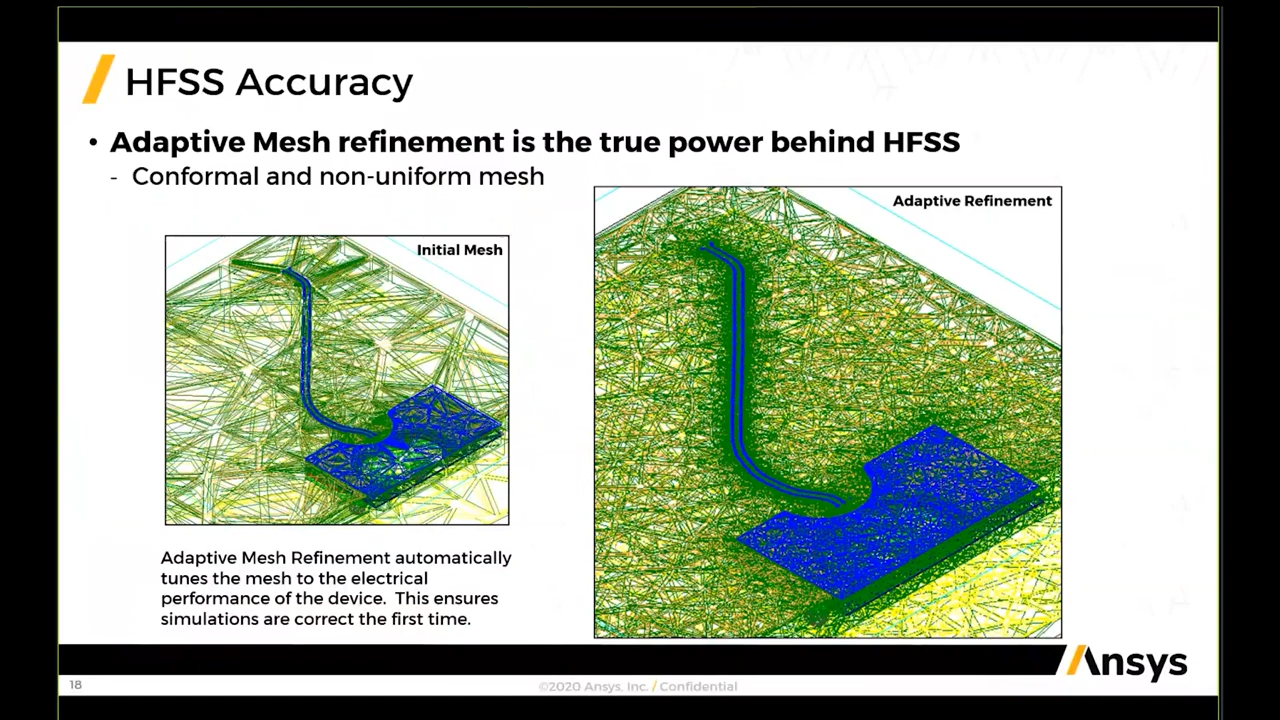 HFSS Accuracy
• Adaptive Mesh refinement is the true power behind HFSS
- Conformal and non-uniform mesh
Initial Mesh
Adaptive Refinement
Adaptive Mesh Refinement automatically
tunes the mesh to the electrical
performance of the device. This ensures
simulations are correct the first time.
Ansys
18
©2020 Ansys, Inc. / Confidential